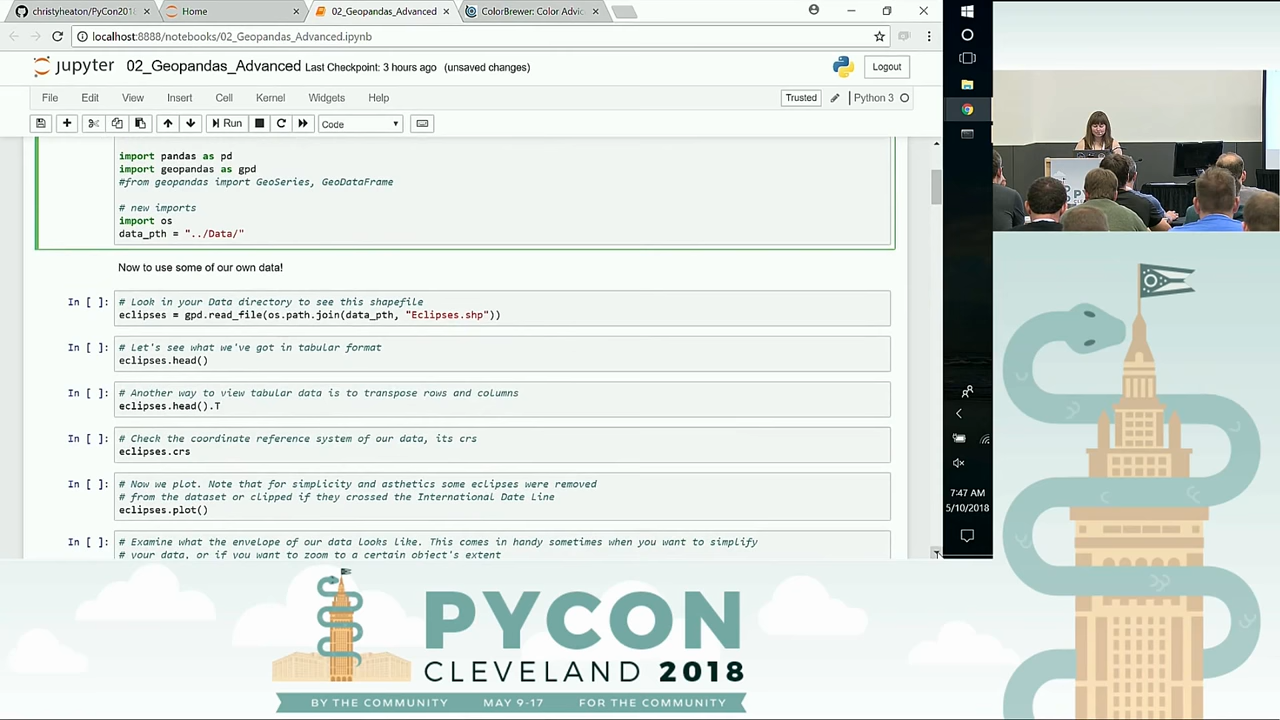 christyheaton/PyCon2018
Home
02_Geopandas_Advanced
ColorBrewer: Color Advic
localhost:8888/notebooks/02_Geopandas_Advanced.ipynb
jupyter 02_Geopandas_Advanced Last Checkpoint: 3 hours ago (unsaved changes)
Logout
File Edit View Insert Cell Kernel Widgets Help
Trusted Python 3
Run Code
import pandas as pd
import geopandas as gpd
#from geopandas import GeoSeries, GeoDataFrame
# new imports
import os
data_pth = "../Data/"
Now to use some of our own data!
In [ ]: # Look in your Data directory to see this shapefile
eclipses = gpd.read_file(os.path.join(data_pth, "Eclipses.shp"))
In [ ]: # Let's see what we've got in tabular format
eclipses.head()
In [ ]: # Another way to view tabular data is to transpose rows and columns
eclipses.head().T
In [ ]: # Check the coordinate reference system of our data, its crs
eclipses.crs
In [ ]: # Now we plot. Note that for simplicity and asthetics some eclipses were removed
# from the dataset or clipped if they crossed the International Date Line
eclipses.plot()
In [ ]: # Examine what the envelope of our data looks like. This comes in handy sometimes when you want to simplify
# your data, or if you want to zoom to a certain object's extent
7:47 AM
5/10/2018
PYCON
CLEVELAND 2018
BY THE COMMUNITY MAY 9-17 FOR THE COMMUNITY